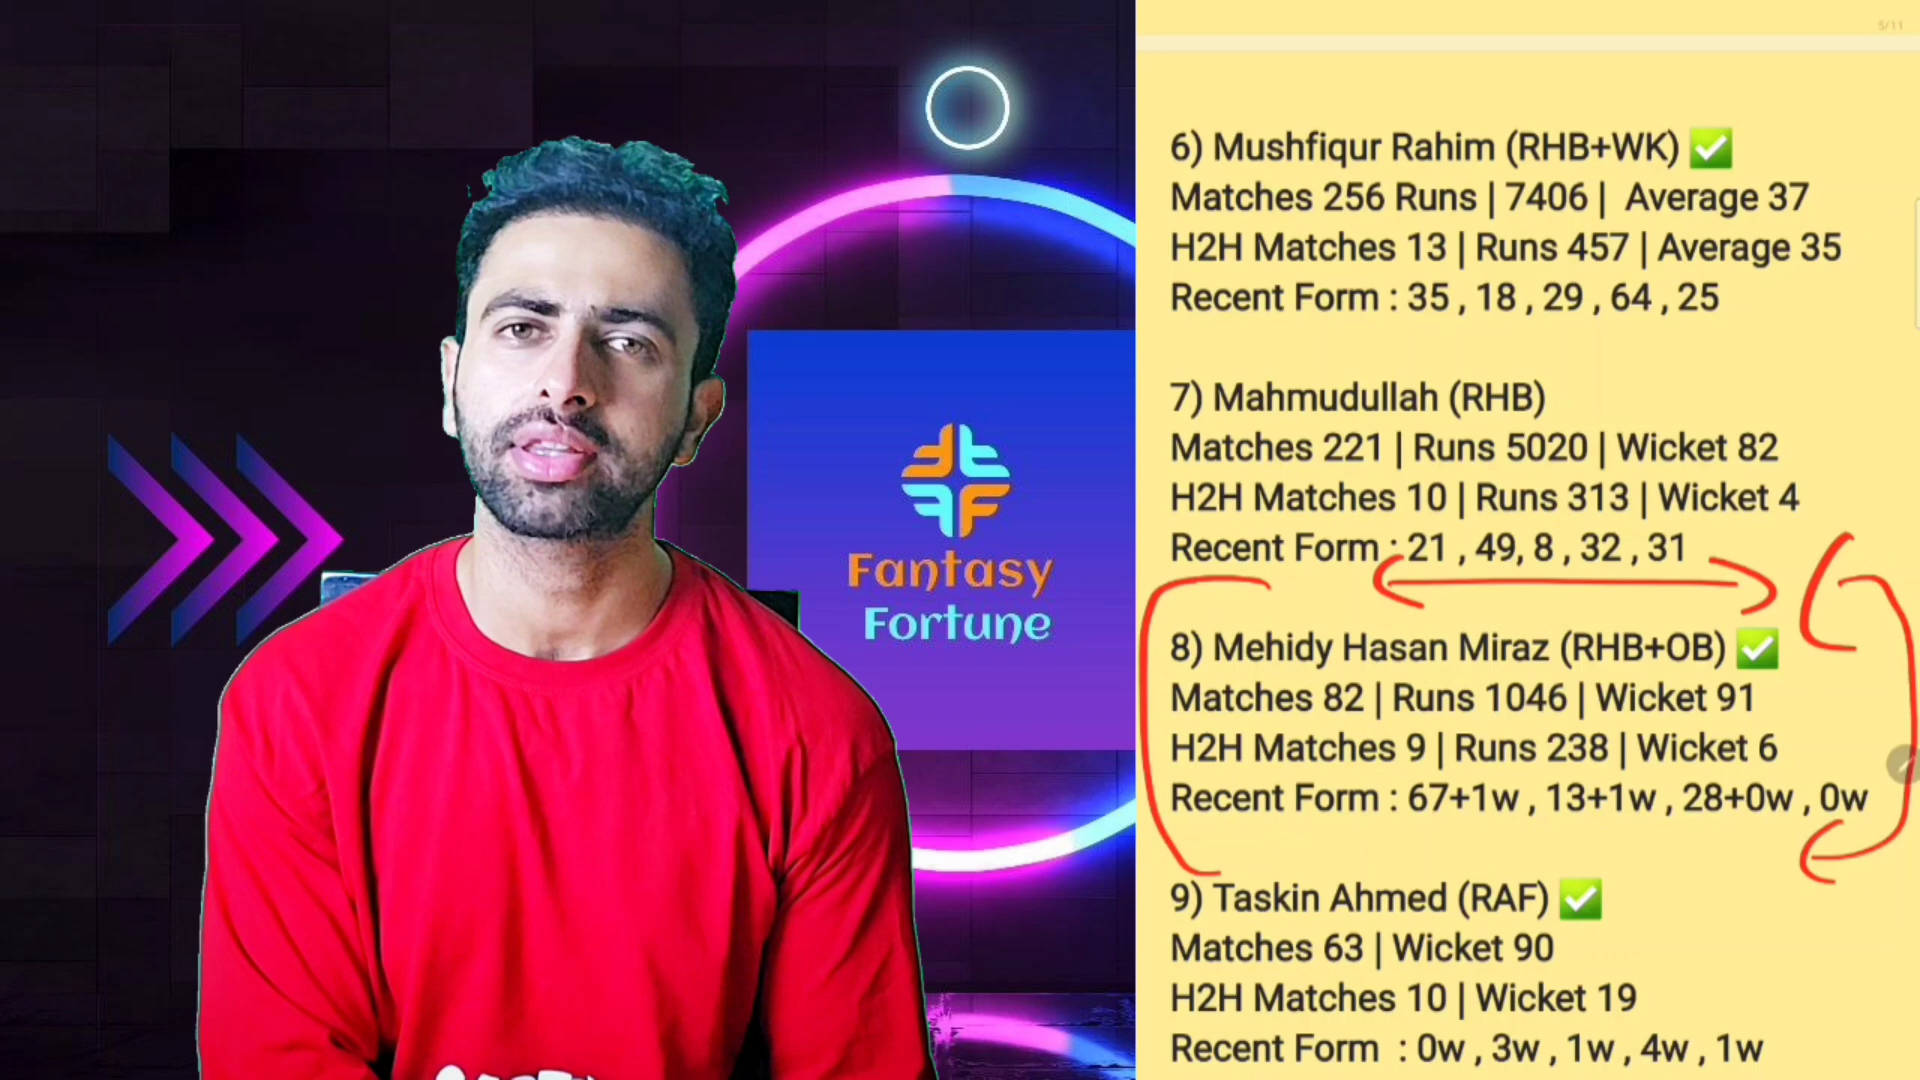 5/11
6) Mushfiqur Rahim (RHB+WK) ✅
Matches 256 Runs | 7406 | Average 37
H2H Matches 13 | Runs 457 | Average 35
Recent Form : 35 , 18 , 29 , 64 , 25
7) Mahmudullah (RHB)
Matches 221 | Runs 5020 | Wicket 82
H2H Matches 10 | Runs 313 | Wicket 4
Recent Form : 21 , 49, 8 , 32 , 31
8) Mehidy Hasan Miraz (RHB+OB) ✅
Matches 82 | Runs 1046 | Wicket 91
H2H Matches 9 | Runs 238 | Wicket 6
Recent Form : 67+1w , 13+1w , 28+0w , 0w
9) Taskin Ahmed (RAF) ✅
Matches 63 | Wicket 90
H2H Matches 10 | Wicket 19
Recent Form : 0w , 3w , 1w , 4w , 1w
Fantasy
Fortune